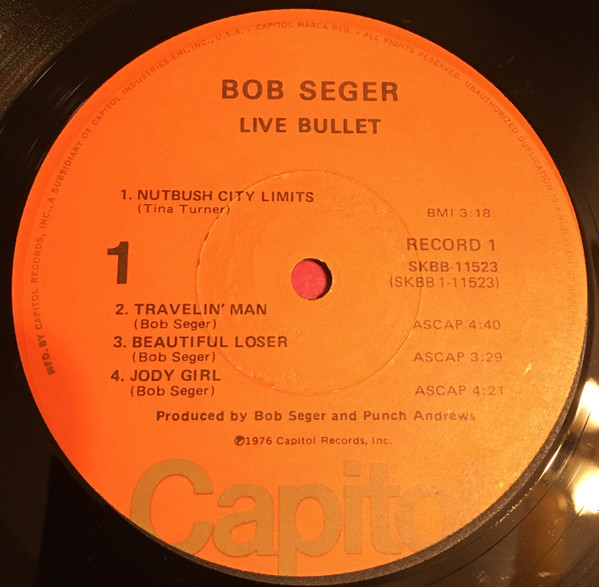 MFD. BY CAPITOL RECORDS, INC., A SUBSIDIARY OF CAPITOL INDUSTRIES-EMI, INC., U.S.A. · CAPITOL MARCA REG. · ALL RIGHTS RESERVED. UNAUTHORIZED DUPLICATION IS A VIOLATION
BOB SEGER
LIVE BULLET
1. NUTBUSH CITY LIMITS
(Tina Turner) BMI 3:18
1
RECORD 1
SKBB-11523
(SKBB 1-11523)
2. TRAVELIN' MAN
(Bob Seger) ASCAP 4:40
3. BEAUTIFUL LOSER
(Bob Seger) ASCAP 3:29
4. JODY GIRL
(Bob Seger) ASCAP 4:21
Produced by Bob Seger and Punch Andrews
℗1976 Capitol Records, Inc.
Capitol